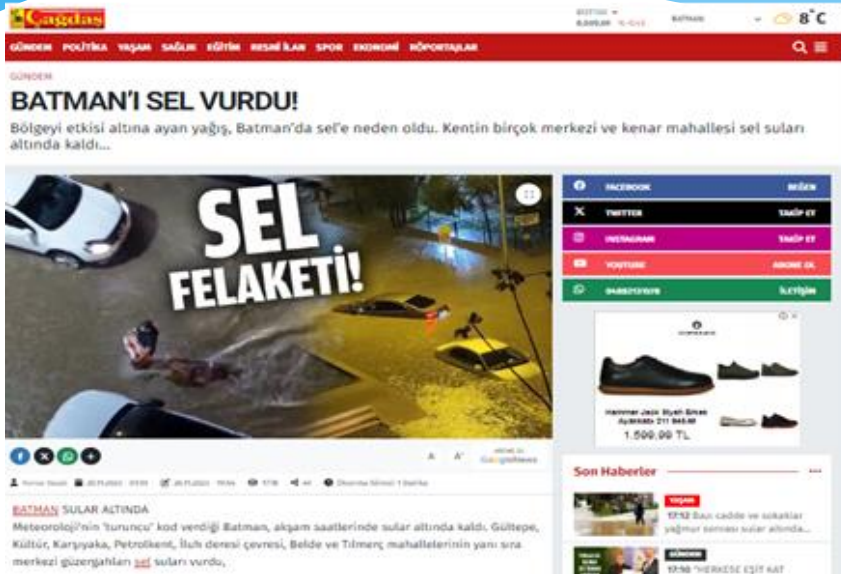 Çağdaş
BATMAN
8°C
GÜNDEM POLİTİKA YAŞAM SAĞLIK EĞİTİM RESMİ İLAN SPOR EKONOMİ RÖPORTAJLAR
GÜNDEM
BATMAN'I SEL VURDU!
Bölgeyi etkisi altına ayan yağış, Batman'da sel'e neden oldu. Kentin birçok merkezi ve kenar mahallesi sel suları
altında kaldı...
SEL
FELAKETİ!
FACEBOOK BEĞEN
TWITTER TAKİP ET
INSTAGRAM TAKİP ET
YOUTUBE ABONE OL
İLETİŞİM
1.599,99 TL
A A
Son Haberler
YAŞAM
17:12 Bazı cadde ve sokaklar
yağmur sonrası sular altında...
GÜNDEM
"HERKESE EŞİT KAT
BATMAN SULAR ALTINDA
Meteoroloji'nin 'turuncu' kod verdiği Batman, akşam saatlerinde sular altında kaldı. Gültepe,
Kültür, Karşıyaka, Petrolkent, İluh deresi çevresi, Belde ve Tılmerç mahallelerinin yanı sıra
merkezi güzergahları sel suları vurdu,